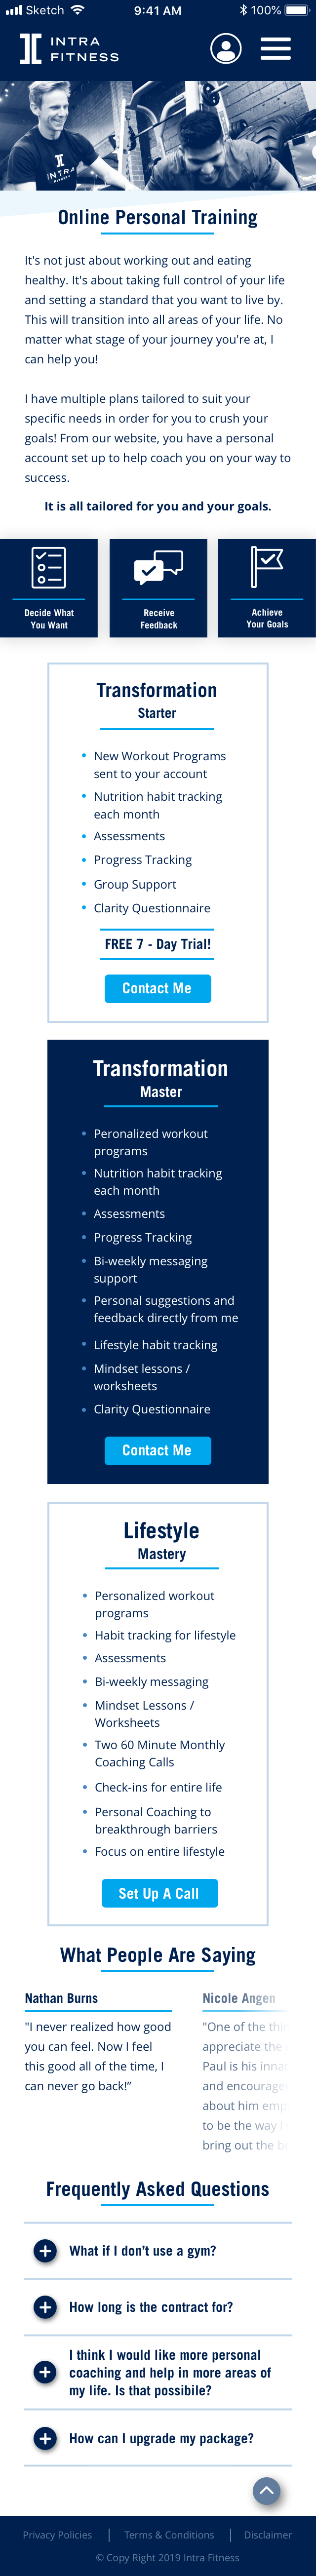 Sketch 9:41 AM 100%
INTRA
FITNESS
INTRA
FITNESS
Online Personal Training
It's not just about working out and eating
healthy. It's about taking full control of your life
and setting a standard that you want to live by.
This will transition into all areas of your life. No
matter what stage of your journey you're at, I
can help you!
I have multiple plans tailored to suit your
specific needs in order for you to crush your
goals! From our website, you have a personal
account set up to help coach you on your way to
success.
It is all tailored for you and your goals.
Decide What
You Want
Receive
Feedback
Achieve
Your Goals
Transformation
Starter
New Workout Programs
sent to your account
Nutrition habit tracking
each month
Assessments
Progress Tracking
Group Support
Clarity Questionnaire
FREE 7 - Day Trial!
Contact Me
Transformation
Master
Peronalized workout
programs
Nutrition habit tracking
each month
Assessments
Progress Tracking
Bi-weekly messaging
support
Personal suggestions and
feedback directly from me
Lifestyle habit tracking
Mindset lessons /
worksheets
Clarity Questionnaire
Contact Me
Lifestyle
Mastery
Personalized workout
programs
Habit tracking for lifestyle
Assessments
Bi-weekly messaging
Mindset Lessons /
Worksheets
Two 60 Minute Monthly
Coaching Calls
Check-ins for entire life
Personal Coaching to
breakthrough barriers
Focus on entire lifestyle
Set Up A Call
What People Are Saying
Nathan Burns
"I never realized how good
you can feel. Now I feel
this good all of the time, I
can never go back!”
Nicole Angen
"One of the
appreciate the
Paul is his
and encourage
about him
to be the way
bring out the
Frequently Asked Questions
What if I don’t use a gym?
How long is the contract for?
I think I would like more personal
coaching and help in more areas of
my life. Is that possibile?
How can I upgrade my package?
Privacy Policies | Terms & Conditions | Disclaimer
© Copy Right 2019 Intra Fitness